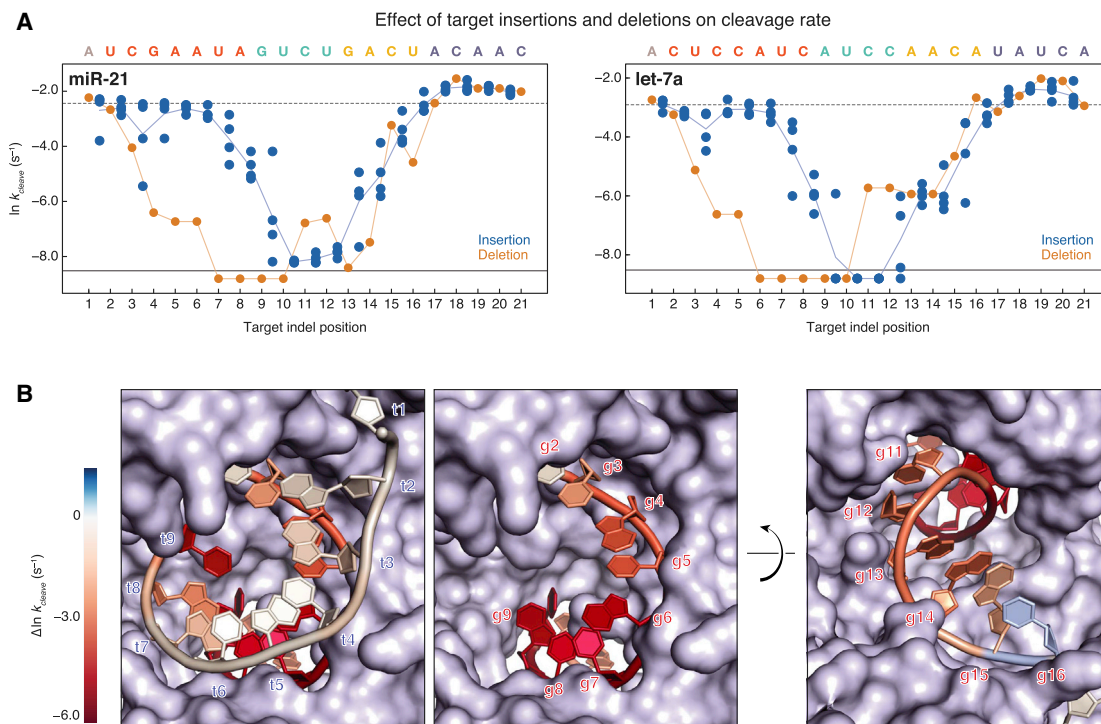 A
Effect of target insertions and deletions on cleavage rate
A U C G A A U A G U C U G A C U A C A A C
miR-21
ln kcleave (s–1)
–2.0
–4.0
–6.0
–8.0
Insertion
Deletion
1 2 3 4 5 6 7 8 9 10 11 12 13 14 15 16 17 18 19 20 21
Target indel position
A C U C C A U C A U C C A A C A U A U C A
let-7a
ln kcleave (s–1)
–2.0
–4.0
–6.0
–8.0
Insertion
Deletion
1 2 3 4 5 6 7 8 9 10 11 12 13 14 15 16 17 18 19 20 21
Target indel position
B
Δln kcleave (s–1)
0
–3.0
–6.0
t1
t2
t3
t4
t5
t6
t7
t8
t9
g2
g3
g4
g5
g6
g7
g8
g9
g11
g12
g13
g14
g15
g16